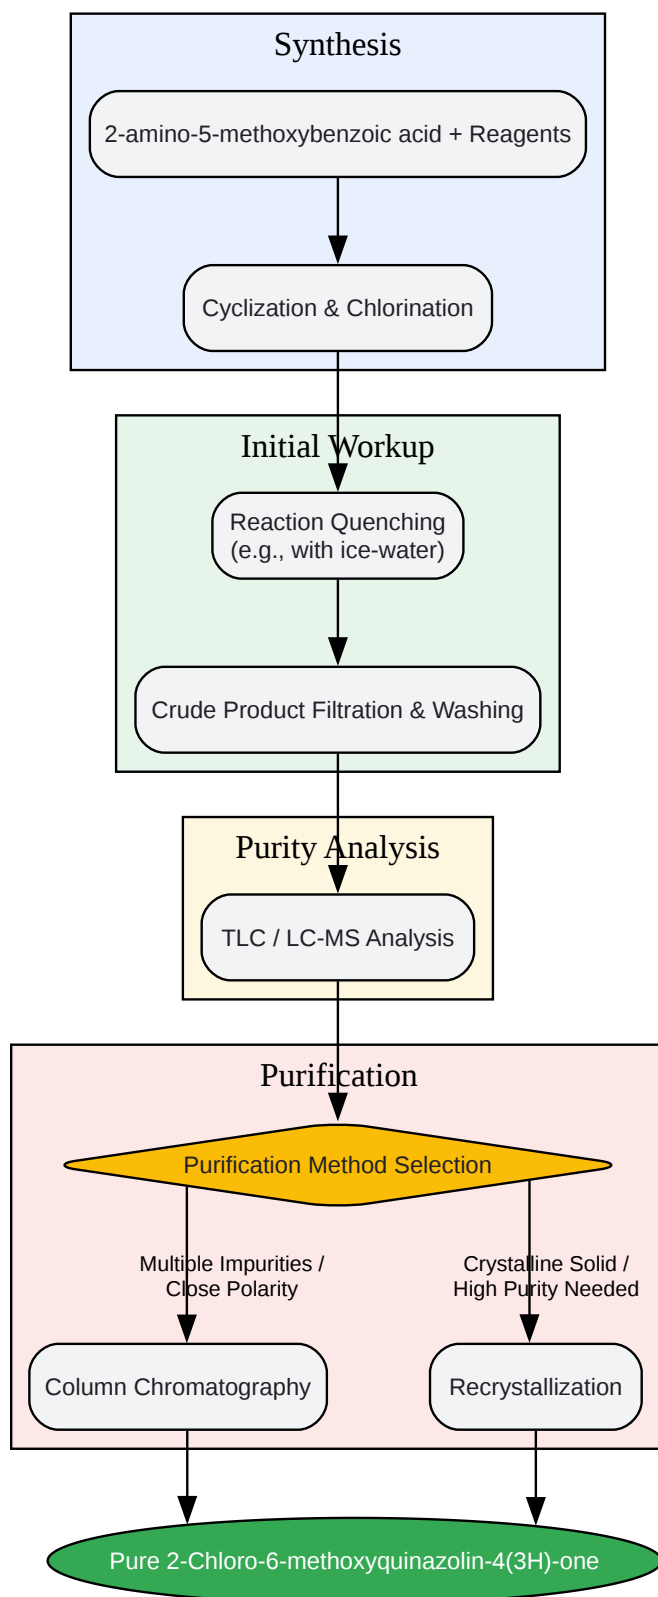 Synthesis
2-amino-5-methoxybenzoic acid + Reagents
Cyclization & Chlorination
Initial Workup
Reaction Quenching
(e.g., with ice-water)
Crude Product Filtration & Washing
Purity Analysis
TLC / LC-MS Analysis
Purification
Purification Method Selection
Multiple Impurities /
Close Polarity
Crystalline Solid /
High Purity Needed
Column Chromatography
Recrystallization
Pure 2-Chloro-6-methoxyquinazolin-4(3H)-one